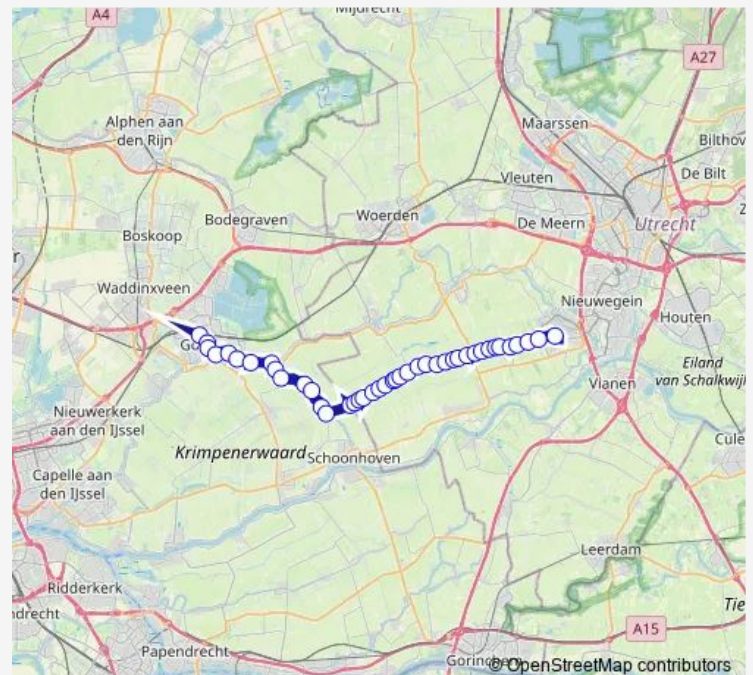 Mijdrecht
A4
A27
Alphen aan
den Rijn
Maarssen
Vleuten
De Bilt
Bodegraven
Woerden
De Meern
Utrecht
Boskoop
Waddinxveen
Nieuwegein
Houten
Eiland
van Schalkwijk
Vianen
Nieuwerkerk
aan den IJssel
Krimpenerwaard
Schoonhoven
Capelle aan
den IJssel
Leerdam
Ridderkerk
A15
Papendrecht
© OpenStreetMap contributors